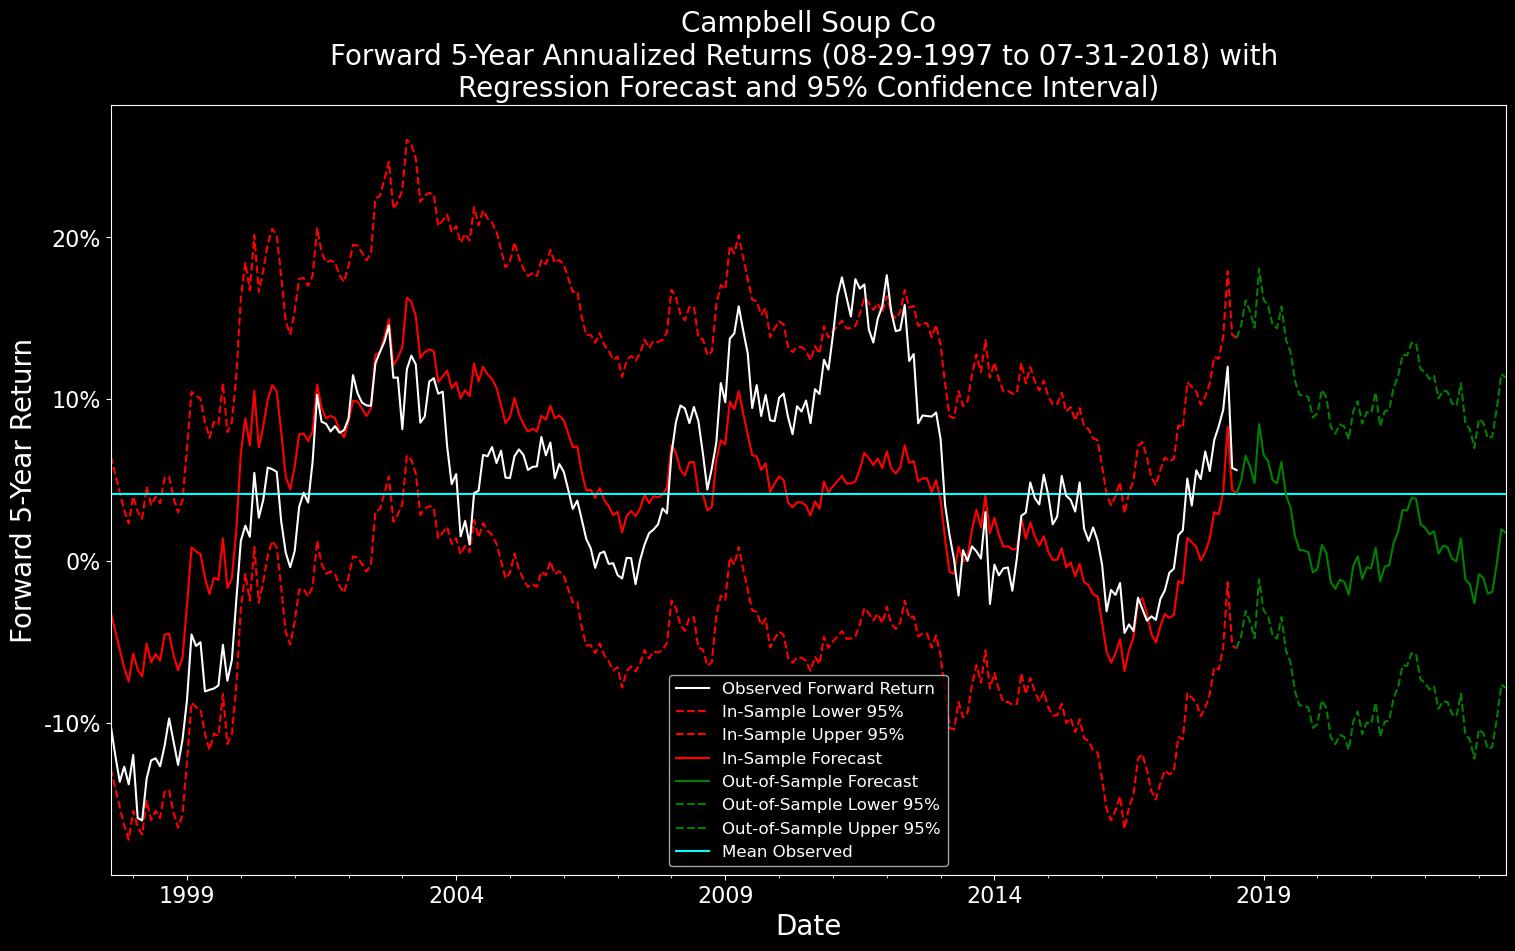 Campbell Soup Co
Forward 5-Year Annualized Returns (08-29-1997 to 07-31-2018) with
Regression Forecast and 95% Confidence Interval)
Forward 5-Year Return
20%
10%
0%
-10%
Observed Forward Return
In-Sample Lower 95%
In-Sample Upper 95%
In-Sample Forecast
Out-of-Sample Forecast
Out-of-Sample Lower 95%
Out-of-Sample Upper 95%
Mean Observed
1999
2004
2009
2014
2019
Date